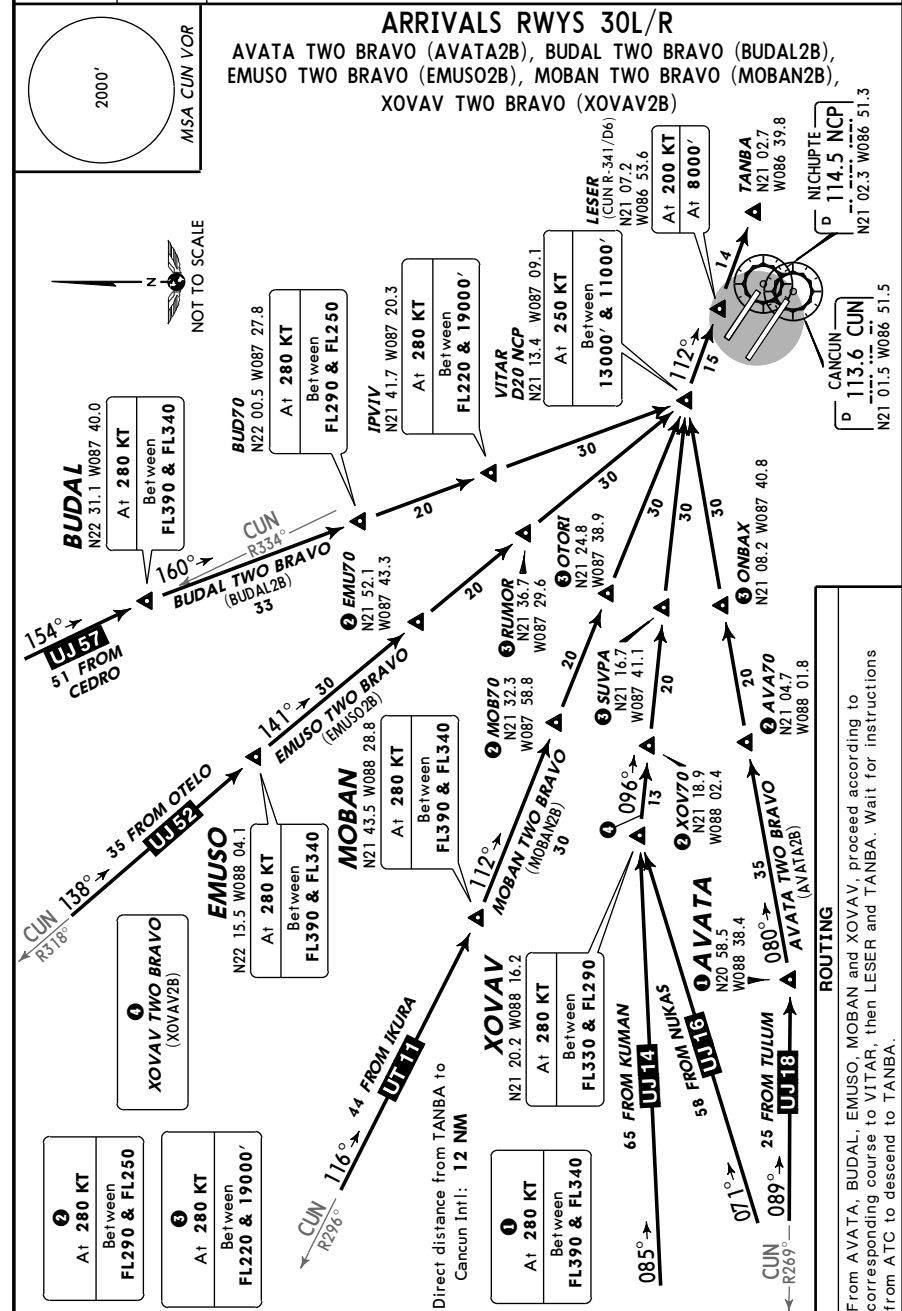 ARRIVALS RWYS 30L/R
AVATA TWO BRAVO (AVATA2B), BUDAL TWO BRAVO (BUDAL2B),
EMUSO TWO BRAVO (EMUSO2B), MOBAN TWO BRAVO (MOBAN2B),
XOVAV TWO BRAVO (XOVAV2B)
2000'
MSA CUN VOR
N
NOT TO SCALE
BUDAL
N22 31.1 W087 40.0
At 280 KT
Between
FL390 & FL340
154°
UJ57
51 FROM
CEDRO
160°
CUN
R334°
BUDAL TWO BRAVO
(BUDAL2B)
33
BUD70
N22 00.5 W087 27.8
At 280 KT
Between
FL290 & FL250
20
IPVIV
N21 41.7 W087 20.3
At 280 KT
Between
FL220 & 19000'
30
VITAR
D20 NCP
N21 13.4 W087 09.1
At 250 KT
Between
13000' & 11000'
112°
15
LESER
(CUN R-341/D6)
N21 07.2
W086 53.6
At 200 KT
At 8000'
14
TANBA
N21 02.7
W086 39.8
NICHUPTE
D
114.5 NCP
N21 02.3 W086 51.3
CANCUN
D
113.6 CUN
N21 01.5 W086 51.5
CUN
R318°
138°
35 FROM OTELO
UJ52
EMUSO
N22 15.5 W088 04.1
At 280 KT
Between
FL390 & FL340
141°
30
EMUSO TWO BRAVO
(EMUSO2B)
2 EMU70
N21 52.1
W087 43.3
20
3 RUMOR
N21 36.7
W087 29.6
30
CUN
R296°
116°
44 FROM IKURA
UT11
MOBAN
N21 43.5 W088 28.8
At 280 KT
Between
FL390 & FL340
112°
MOBAN TWO BRAVO
(MOBAN2B)
30
2 MOB70
N21 32.3
W087 58.8
20
3 OTORI
N21 24.8
W087 38.9
30
XOVAV
N21 20.2 W088 16.2
At 280 KT
Between
FL330 & FL290
085°
65 FROM KUMAN
UJ14
071°
58 FROM NUKAS
UJ16
4
096°
13
2 XOV70
N21 18.9
W088 02.4
20
3 SUVPA
N21 16.7
W087 41.1
30
CUN
R269°
089°
25 FROM TULUM
UJ18
1 AVATA
N20 58.5
W088 38.4
080°
35
AVATA TWO BRAVO
(AVATA2B)
2 AVA70
N21 04.7
W088 01.8
20
3 ONBAX
N21 08.2 W087 40.8
30
4
XOVAV TWO BRAVO
(XOVAV2B)
2
At 280 KT
Between
FL290 & FL250
3
At 280 KT
Between
FL220 & 19000'
Direct distance from TANBA to
Cancun Intl: 12 NM
1
At 280 KT
Between
FL390 & FL340
ROUTING
From AVATA, BUDAL, EMUSO, MOBAN and XOVAV, proceed according to
corresponding course to VITAR, then LESER and TANBA. Wait for instructions
from ATC to descend to TANBA.